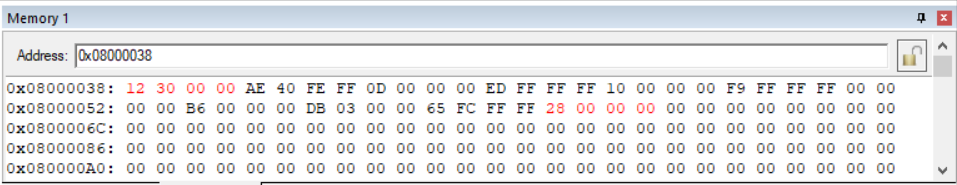 Memory 1
Address: 0x08000038
0x08000038: 12 30 00 00 AE 40 FE FF 0D 00 00 00 ED FF FF FF 10 00 00 00 F9 FF FF FF 00 00
0x08000052: 00 00 B6 00 00 00 DB 03 00 00 65 FC FF FF 28 00 00 00 00 00 00 00 00 00 00 00
0x0800006C: 00 00 00 00 00 00 00 00 00 00 00 00 00 00 00 00 00 00 00 00 00 00 00 00 00 00
0x08000086: 00 00 00 00 00 00 00 00 00 00 00 00 00 00 00 00 00 00 00 00 00 00 00 00 00 00
0x080000A0: 00 00 00 00 00 00 00 00 00 00 00 00 00 00 00 00 00 00 00 00 00 00 00 00 00 00